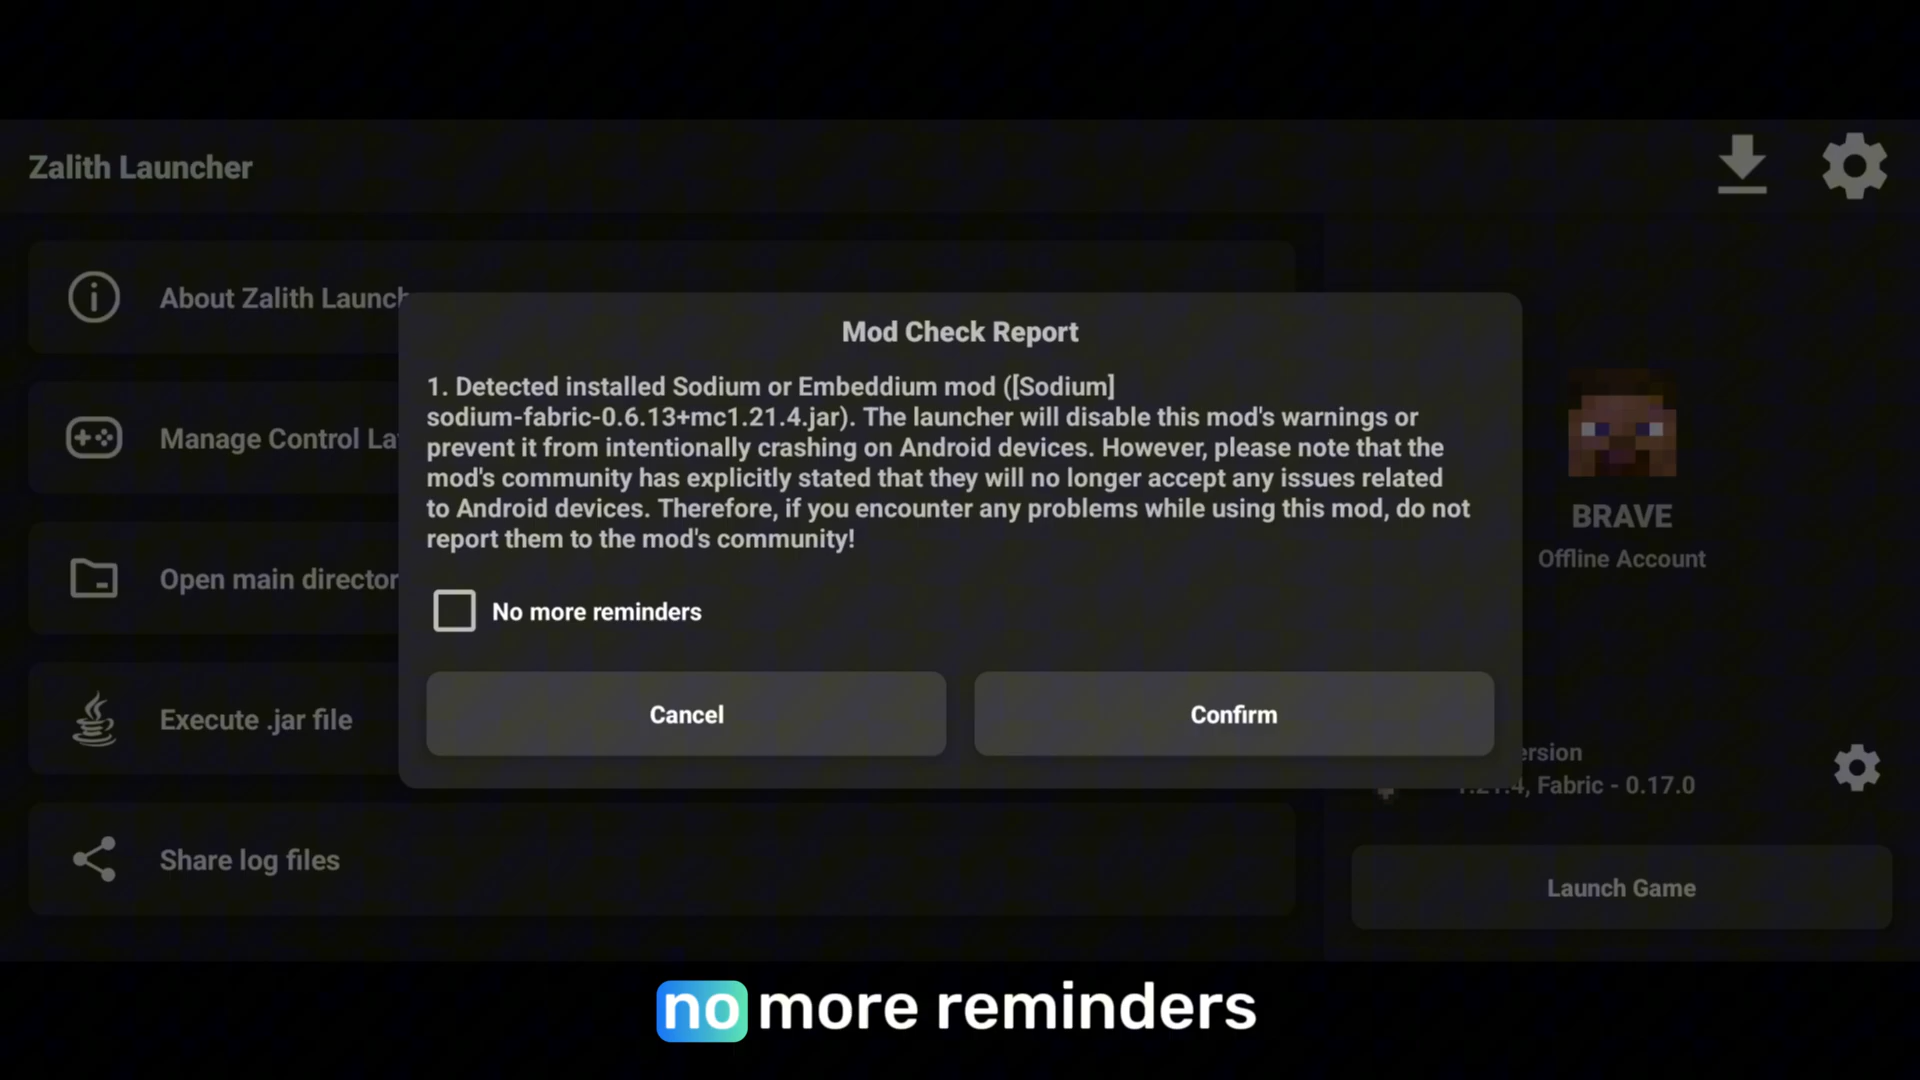 Zalith Launcher
About Zalith Launch
Mod Check Report
1. Detected installed Sodium or Embeddium mod ([Sodium]
sodium-fabric-0.6.13+mc1.21.4.jar). The launcher will disable this mod's warnings or
prevent it from intentionally crashing on Android devices. However, please note that the
mod's community has explicitly stated that they will no longer accept any issues related
to Android devices. Therefore, if you encounter any problems while using this mod, do not
report them to the mod's community!
No more reminders
Cancel
Confirm
Manage Control La
Open main director
Execute .jar file
Share log files
BRAVE
Offline Account
ersion
1.21.4, Fabric - 0.17.0
Launch Game
no more reminders